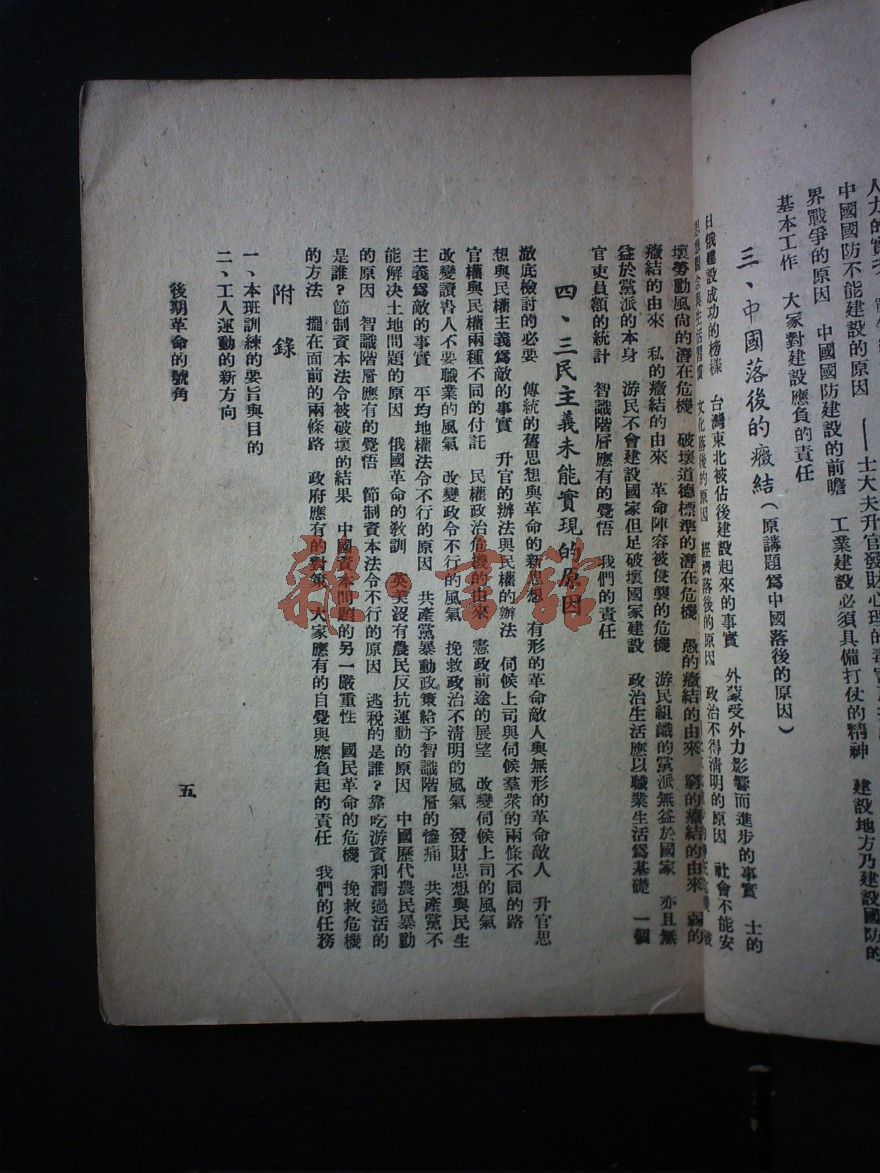 中國國防不能建設的原因 ──士大夫升官發財心理的毒害
界戰爭的原因 中國國防建設的前瞻 工業建設必須具備打仗的精神 建設地方乃建設國防的
基本工作 大家對建設應負的責任
三、中國落後的癥結(原講題爲中國落後的原因)
日俄建設成功的榜樣 台灣東北被佔後建設起來的事實 外蒙受外力影響而進步的事實 士的
思想觀念與生活習慣 文化落後的原因 經濟落後的原因 政治不得清明的原因 社會不能安
壞勞動風尙的潛在危機 破壞道德標準的潛在危機 愚的癥結的由來 窮的癥結的由來 弱的
癥結的由來 私的癥結的由來 革命陣容被侵襲的危機 游民組織的黨派無益於國家 亦且無
益於黨派的本身 游民不會建設國家但足破壞國家建設 政治生活應以職業生活爲基礎 一個
官吏員額的統計 智識階層應有的覺悟 我們的責任
四、三民主義未能實現的原因
澈底檢討的必要 傳統的舊思想與革命的新思想 有形的革命敵人與無形的革命敵人 升官思
想與民權主義爲敵的事實 升官的辦法與民權的辦法 伺候上司與伺候羣衆的兩條不同的路
官權與民權兩種不同的付託 民權政治危機的由來 憲政前途的展望 改變伺候上司的風氣
改變讀書人不要職業的風氣 改變政令不行的風氣 挽救政治不清明的風氣 發財思想與民生
主義爲敵的事實 平均地權法令不行的原因 共產黨暴動政策給予智識階層的慘痛 共產黨不
能解決土地問題的原因 俄國革命的敎訓 英美沒有農民反抗運動的原因 中國歷代農民暴動
的原因 智識階層應有的覺悟 節制資本法令不行的原因 逃稅的是誰?靠吃游資利潤過活的
是誰?節制資本法令被破壞的結果 中國資本問題的另一嚴重性 國民革命的危機 挽救危機
的方法 擺在面前的兩條路 政府應有的對策 大家應有的自覺與應負起的責任 我們的任務
附錄
一、本班訓練的要旨與目的
二、工人運動的新方向
後期革命的號角
五
雜·書館